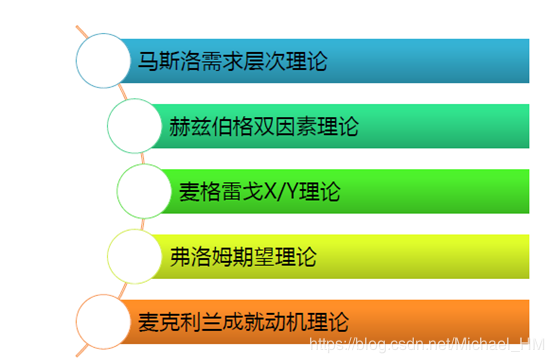 马斯洛需求层次理论
赫兹伯格双因素理论
麦格雷戈X/Y理论
弗洛姆期望理论
麦克利兰成就动机理论
https://blog.csdn.net/Michael_HM